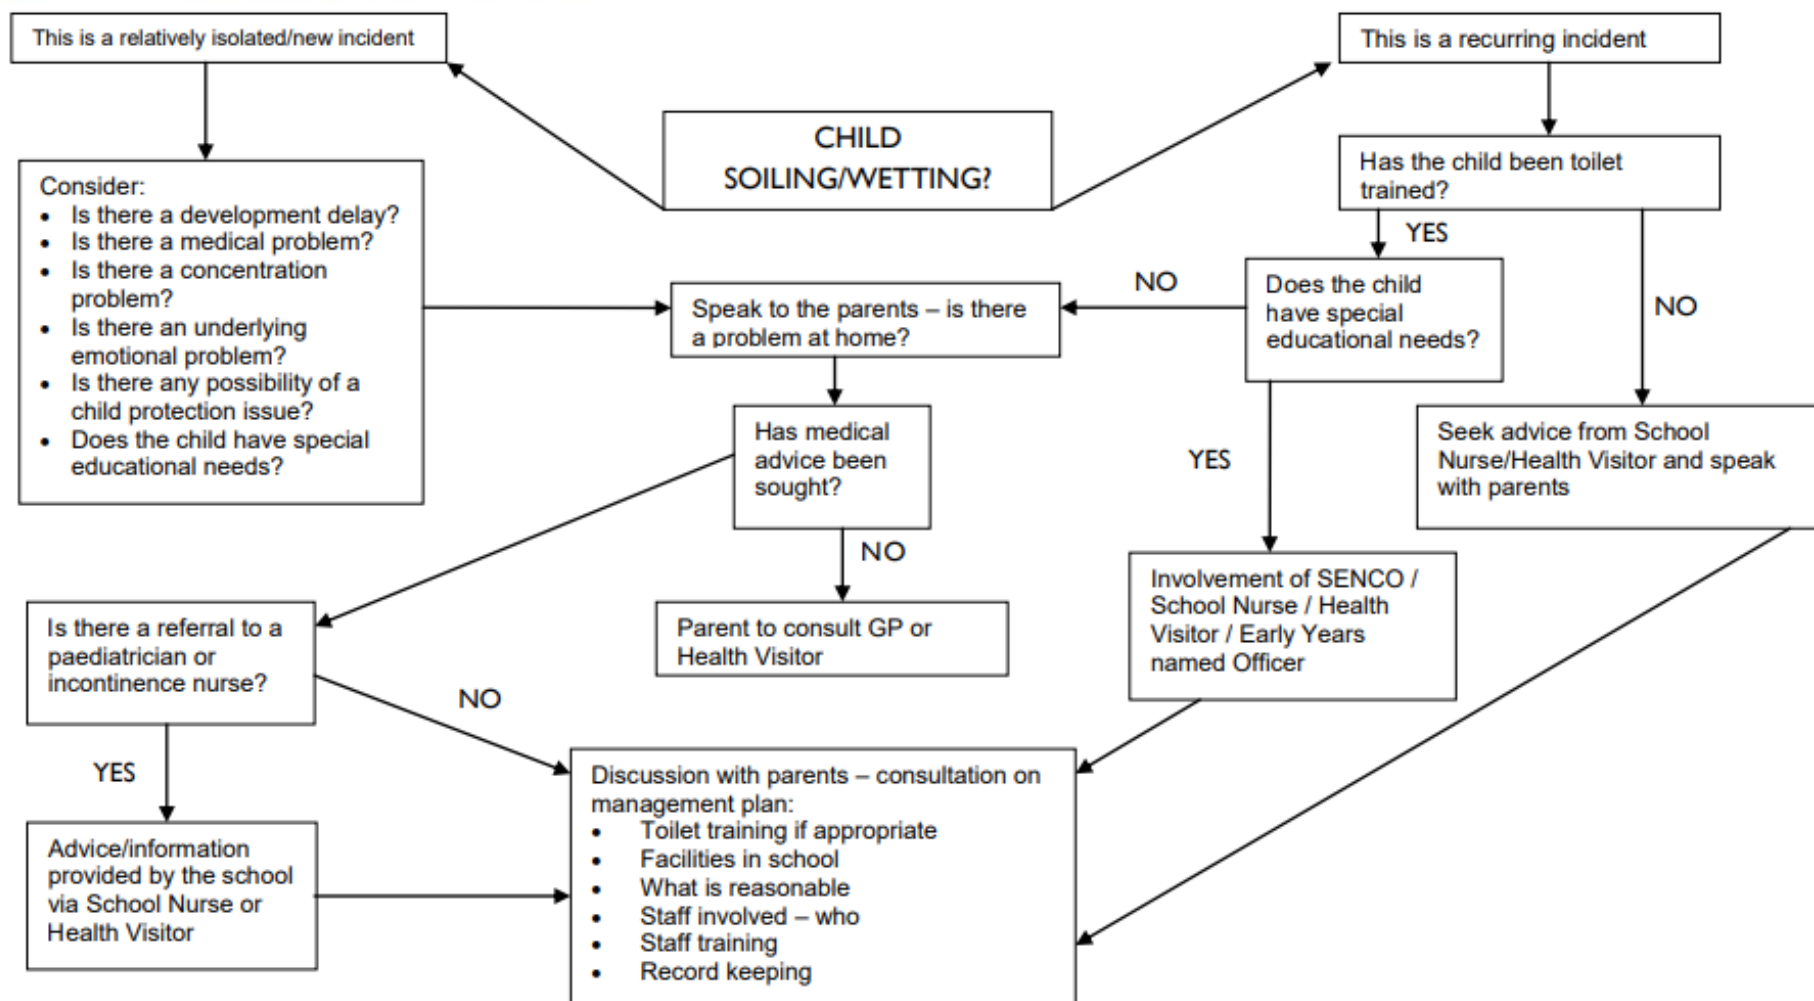 This is a relatively isolated/new incident
This is a recurring incident
CHILD
SOILING/WETTING?
Has the child been toilet
trained?
Consider:
• Is there a development delay?
• Is there a medical problem?
• Is there a concentration
problem?
• Is there an underlying
emotional problem?
• Is there any possibility of a
child protection issue?
• Does the child have special
educational needs?
YES
NO
Does the child
have special
educational needs?
NO
Speak to the parents – is there
a problem at home?
Has medical
advice been
sought?
YES
Seek advice from School
Nurse/Health Visitor and speak
with parents
NO
Involvement of SENCO /
School Nurse / Health
Visitor / Early Years
named Officer
Is there a referral to a
paediatrician or
incontinence nurse?
Parent to consult GP or
Health Visitor
NO
YES
Discussion with parents – consultation on
management plan:
• Toilet training if appropriate
• Facilities in school
• What is reasonable
• Staff involved – who
• Staff training
• Record keeping
Advice/information
provided by the school
via School Nurse or
Health Visitor